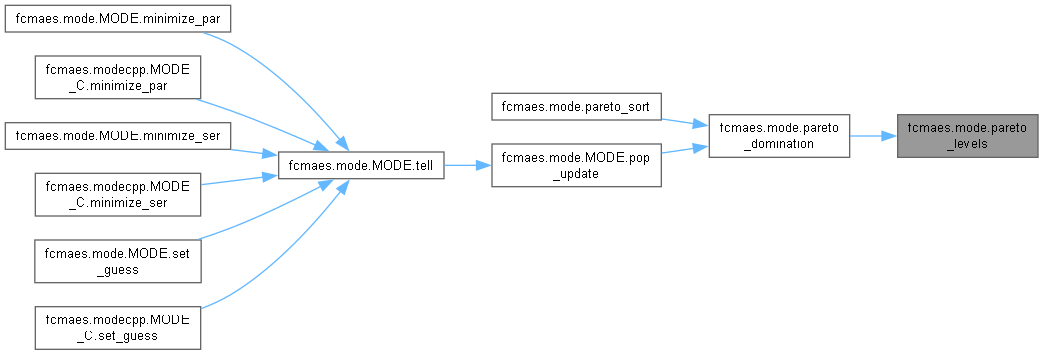 fcmaes.mode.MODE.minimize_par
fcmaes.modecpp.MODE
_C.minimize_par
fcmaes.mode.MODE.minimize_ser
fcmaes.modecpp.MODE
_C.minimize_ser
fcmaes.mode.MODE.set
_guess
fcmaes.modecpp.MODE
_C.set_guess
fcmaes.mode.MODE.tell
fcmaes.mode.pareto_sort
fcmaes.mode.MODE.pop
_update
fcmaes.mode.pareto
_domination
fcmaes.mode.pareto
_levels